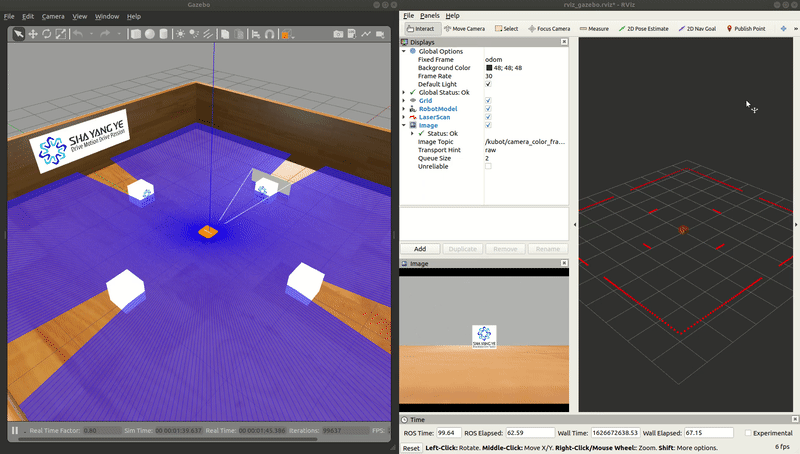 Gazebo
File Edit Camera View Window Help
SHA YANG YE
Drive Motion Drive Passion
Real Time Factor: 0.80 Sim Time: 00 00:01:39.637 Real Time: 00 00:01:45.380 Iterations: 99637 FPS:
rviz_gazebo.rviz* - RViz
File Panels Help
Interact Move Camera Select Focus Camera Measure 2D Pose Estimate 2D Nav Goal Publish Point
Displays
Global Options
Fixed Frame odom
Background Color 48; 48; 48
Frame Rate 30
Default Light ✓
Global Status: Ok
Grid
RobotModel
LaserScan
Image
Status: Ok
Image Topic /kubot/camera_color_fra...
Transport Hint raw
Queue Size 2
Unreliable
Add Duplicate Remove Rename
Image
SHA YANG YE
Time
ROS Time: 99.64 ROS Elapsed: 62.59 Wall Time: 1626672638.53 Wall Elapsed: 67.15 Experimental
Reset Left-Click: Rotate. Middle-Click: Move X/Y. Right-Click/Mouse Wheel:: Zoom. Shift: More options. 6 fps